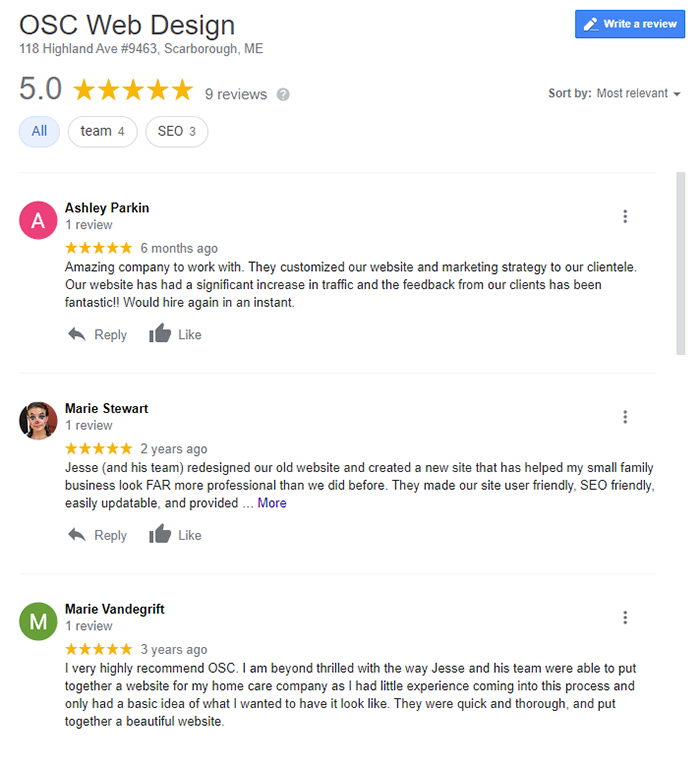 OSC Web Design
Write a review
118 Highland Ave #9463, Scarborough, ME
5.0 9 reviews ?
Sort by: Most relevant
All team 4 SEO 3
A
Ashley Parkin
1 review
6 months ago
Amazing company to work with. They customized our website and marketing strategy to our clientele.
Our website has had a significant increase in traffic and the feedback from our clients has been
fantastic!! Would hire again in an instant.
Reply Like
Marie Stewart
1 review
2 years ago
Jesse (and his team) redesigned our old website and created a new site that has helped my small family
business look FAR more professional than we did before. They made our site user friendly, SEO friendly,
easily updatable, and provided … More
Reply Like
M
Marie Vandegrift
1 review
3 years ago
I very highly recommend OSC. I am beyond thrilled with the way Jesse and his team were able to put
together a website for my home care company as I had little experience coming into this process and
only had a basic idea of what I wanted to have it look like. They were quick and thorough, and put
together a beautiful website.